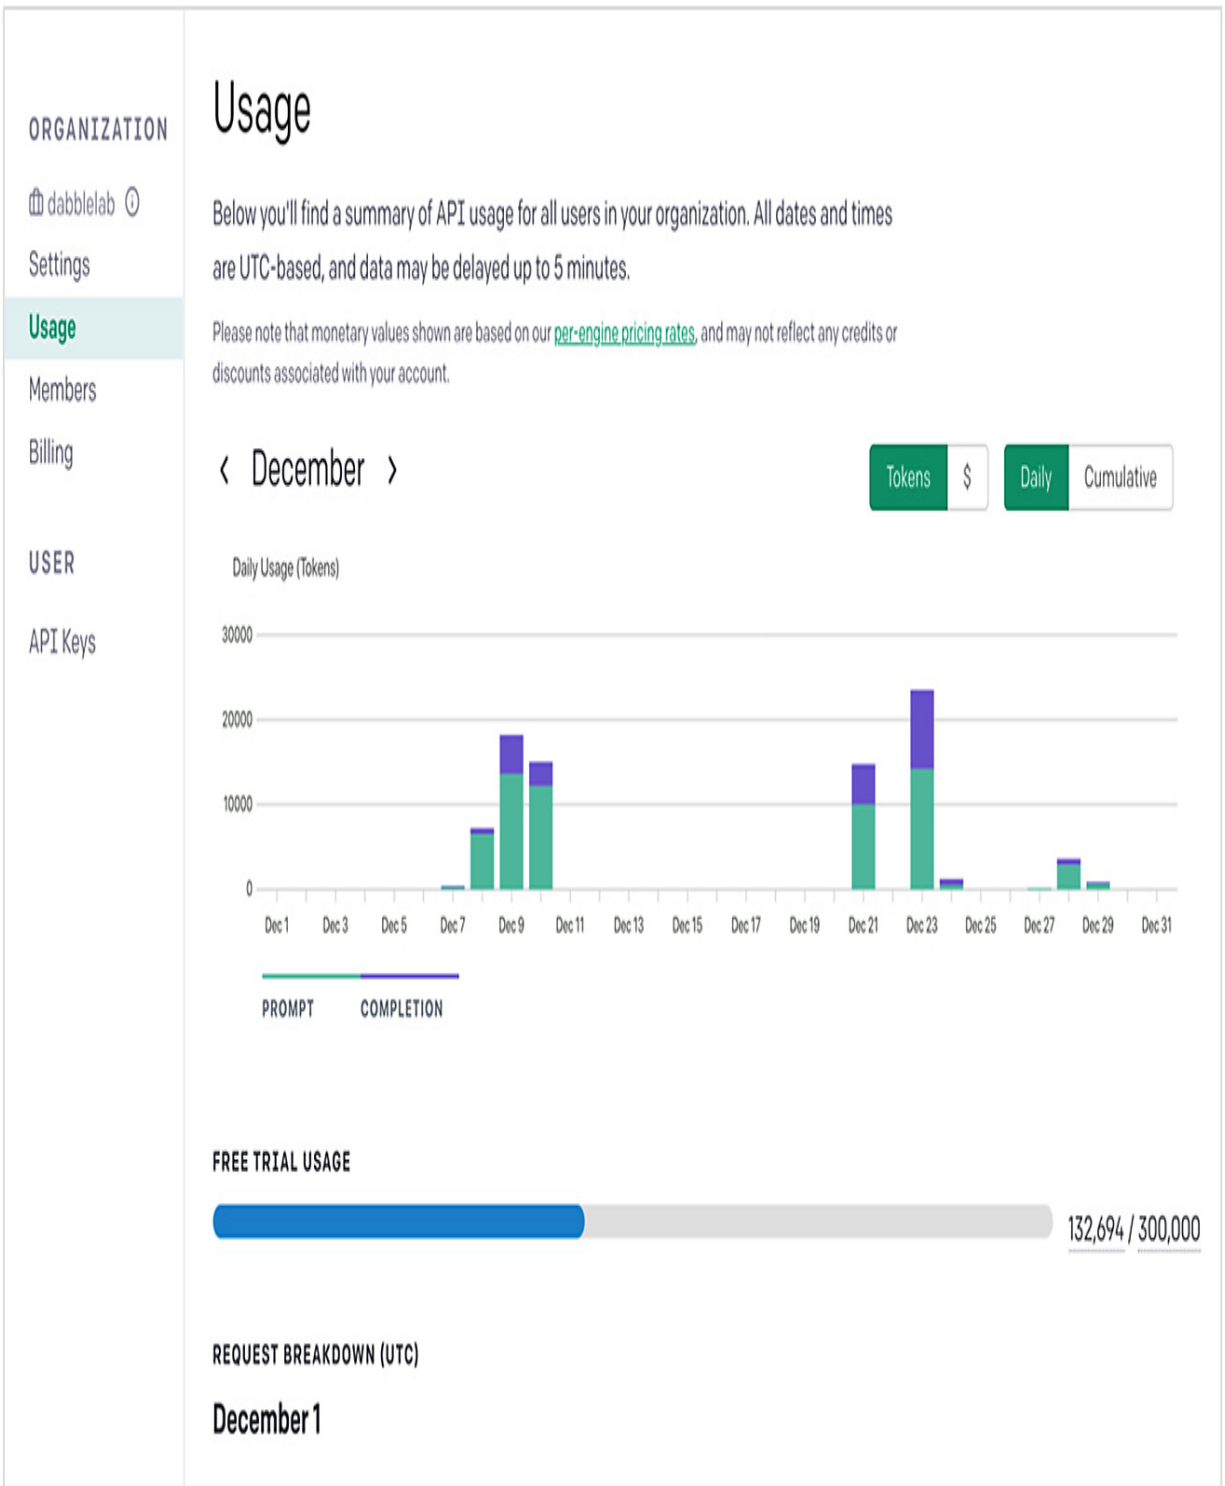 ORGANIZATION
dabblelab
Settings
Usage
Members
Billing
USER
API Keys
Usage
Below you'll find a summary of API usage for all users in your organization. All dates and times
are UTC-based, and data may be delayed up to 5 minutes.
Please note that monetary values shown are based on our per-engine pricing rates, and may not reflect any credits or
discounts associated with your account.
< December >
Tokens $ Daily Cumulative
Daily Usage (Tokens)
30000
20000
10000
0
Dec 1 Dec 3 Dec 5 Dec 7 Dec 9 Dec 11 Dec 13 Dec 15 Dec 17 Dec 19 Dec 21 Dec 23 Dec 25 Dec 27 Dec 29 Dec 31
PROMPT COMPLETION
FREE TRIAL USAGE
132,694 / 300,000
REQUEST BREAKDOWN (UTC)
December 1